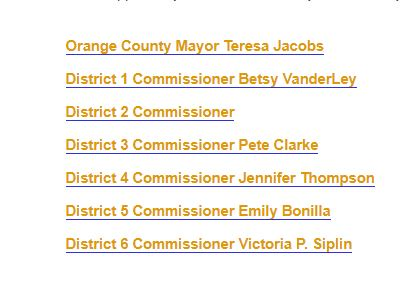 Orange County Mayor Teresa Jacobs
District 1 Commissioner Betsy VanderLey
District 2 Commissioner
District 3 Commissioner Pete Clarke
District 4 Commissioner Jennifer Thompson
District 5 Commissioner Emily Bonilla
District 6 Commissioner Victoria P. Siplin